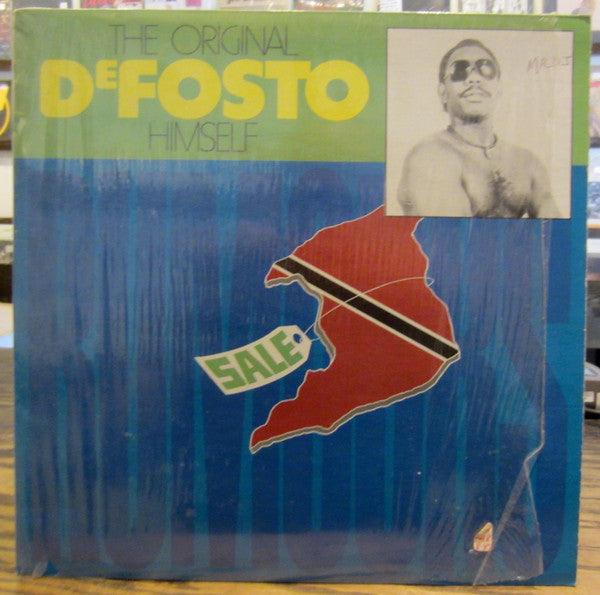 THE ORIGINAL
DEFOSTO
HIMSELF
SALE